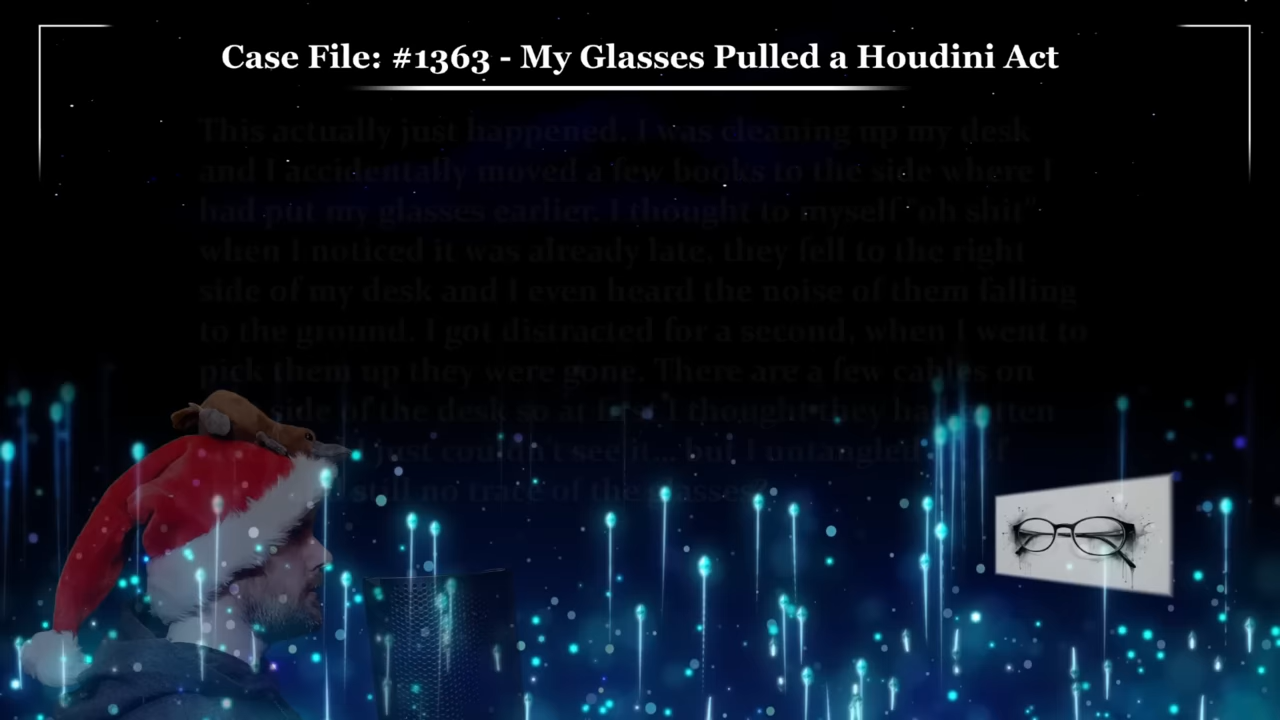 Case File: #1363 - My Glasses Pulled a Houdini Act
This actually just happened. I was cleaning up my desk
and I accidentally moved a few books to the side where I
had put my glasses earlier. I thought to myself "oh shit"
when I noticed it was already late, they fell to the right
side of my desk and I even heard the noise of them falling
to the ground. I got distracted for a second, when I went to
pick them up they were gone. There are a few cables on
side of the desk so at first I thought they had gotten
just couldn't see it... but I untangled
still no trace of the glasses?